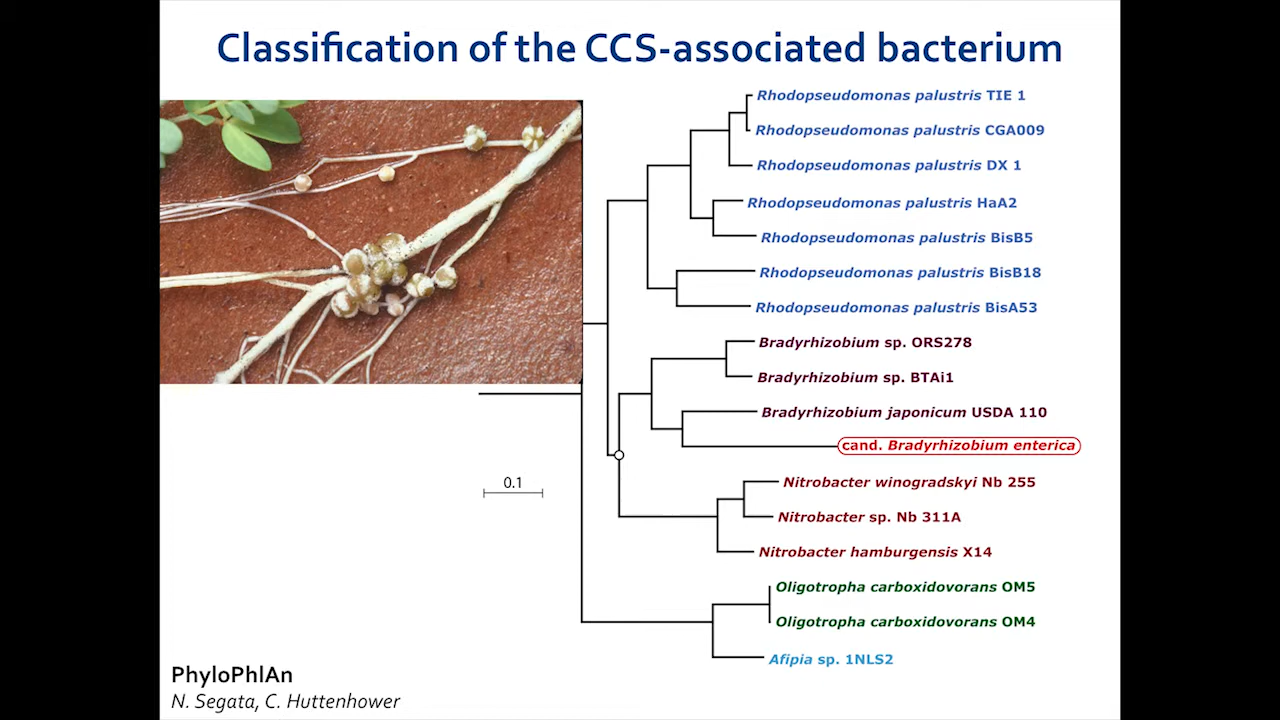 Classification of the CCS-associated bacterium
Rhodopseudomonas palustris TIE 1
Rhodopseudomonas palustris CGA009
Rhodopseudomonas palustris DX 1
Rhodopseudomonas palustris HaA2
Rhodopseudomonas palustris BisB5
Rhodopseudomonas palustris BisB18
Rhodopseudomonas palustris BisA53
Bradyrhizobium sp. ORS278
Bradyrhizobium sp. BTAi1
Bradyrhizobium japonicum USDA 110
cand. Bradyrhizobium enterica
0.1
Nitrobacter winogradskyi Nb 255
Nitrobacter sp. Nb 311A
Nitrobacter hamburgensis X14
Oligotropha carboxidovorans OM5
Oligotropha carboxidovorans OM4
Afipia sp. 1NLS2
PhyloPhlAn
N. Segata, C. Huttenhower